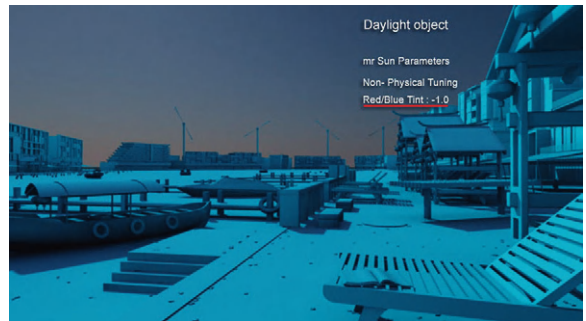 Daylight object
mr Sun Parameters
Non- Physical Tuning
Red/Blue Tint : -1.0